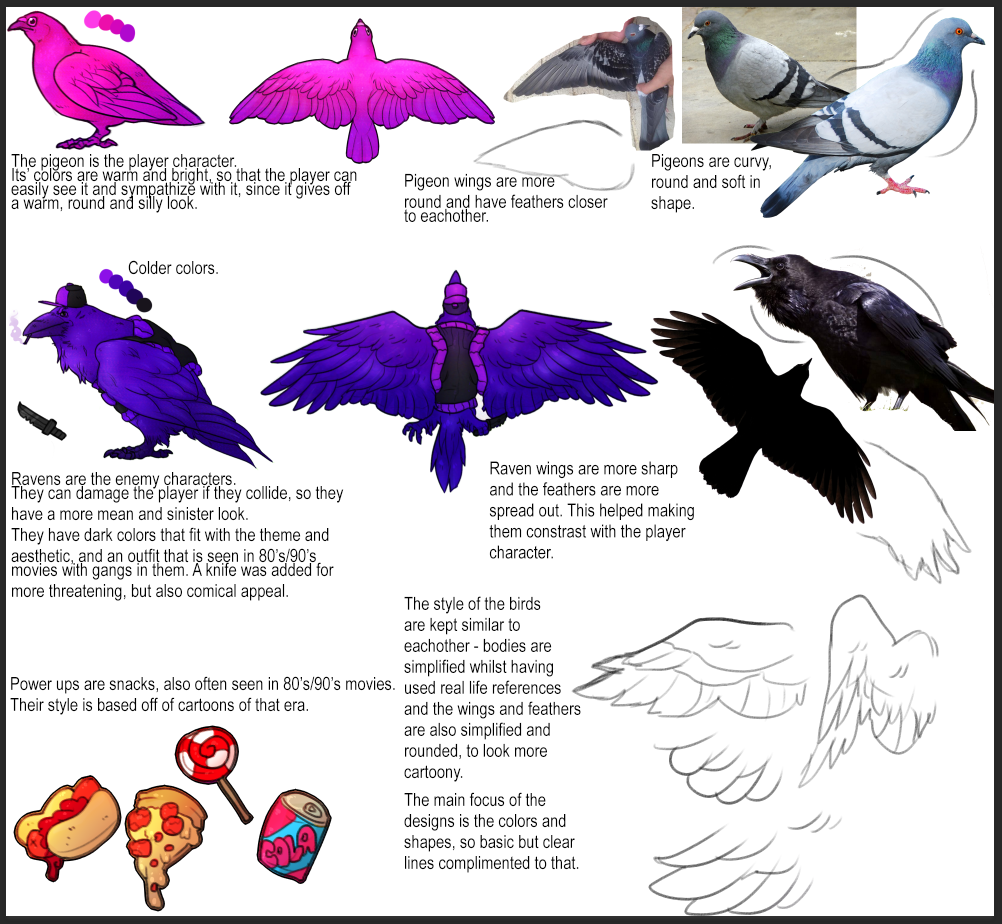 The pigeon is the player character.
Its' colors are warm and bright, so that the player can
easily see it and sympathize with it, since it gives off
a warm, round and silly look.
Pigeon wings are more
round and have feathers closer
to eachother.
Pigeons are curvy,
round and soft in
shape.
Colder colors.
Ravens are the enemy characters.
They can damage the player if they collide, so they
have a more mean and sinister look.
They have dark colors that fit with the theme and
aesthetic, and an outfit that is seen in 80's/90's
movies with gangs in them. A knife was added for
more threatening, but also comical appeal.
Raven wings are more sharp
and the feathers are more
spread out. This helped making
them constrast with the player
character.
The style of the birds
are kept similar to
eachother - bodies are
simplified whilst having
used real life references
and the wings and feathers
are also simplified and
rounded, to look more
cartoony.
The main focus of the
designs is the colors and
shapes, so basic but clear
lines complimented to that.
Power ups are snacks, also often seen in 80's/90's movies.
Their style is based off of cartoons of that era.
COLA